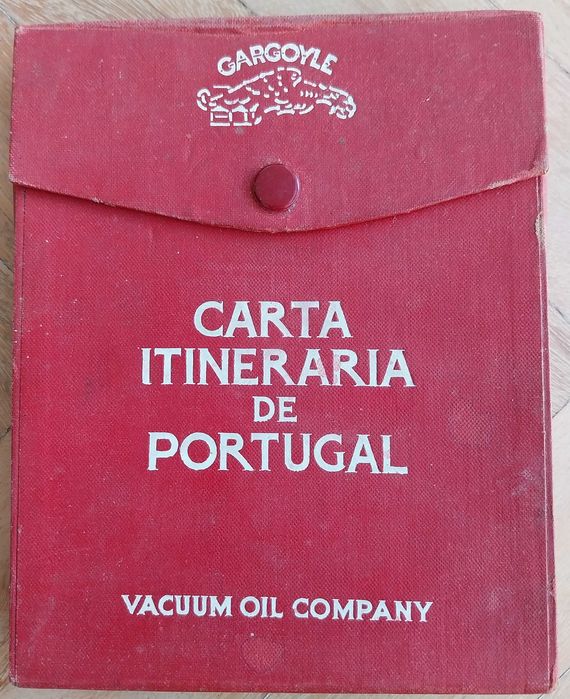 GARGOYLE
CARTA
ITINERARIA
DE
PORTUGAL
VACUUM OIL COMPANY